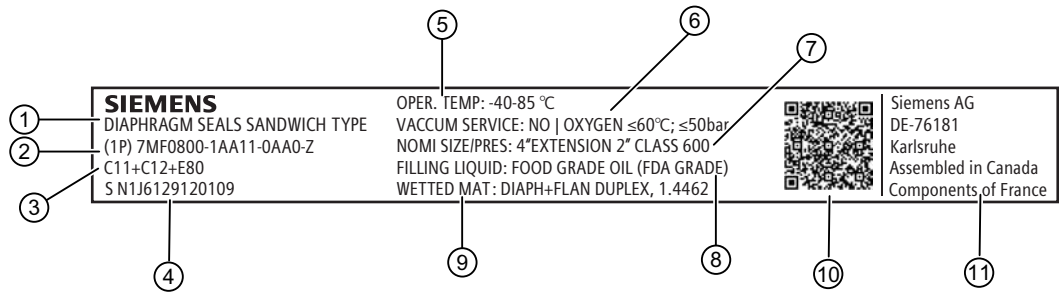 5
6
7
SIEMENS
1
DIAPHRAGM SEALS SANDWICH TYPE
2
(1P) 7MF0800-1AA11-0AA0-Z
3
C11+C12+E80
S N1J6129120109
OPER. TEMP: -40-85 °C
VACCUM SERVICE: NO | OXYGEN ≤60°C; ≤50bar
NOMI SIZE/PRES: 4"EXTENSION 2" CLASS 600
FILLING LIQUID: FOOD GRADE OIL (FDA GRADE)
WETTED MAT: DIAPH+FLAN DUPLEX, 1.4462
Siemens AG
DE-76181
Karlsruhe
Assembled in Canada
Components of France
4
9
8
10
11